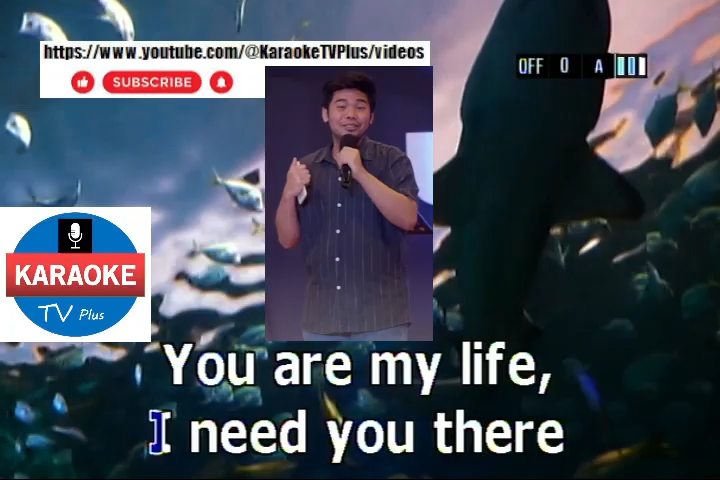 https://www.youtube.com/@KaraokeTVPlus/videos
SUBSCRIBE
OFF 0 A
KARAOKE
TV Plus
You are my life,
I need you there